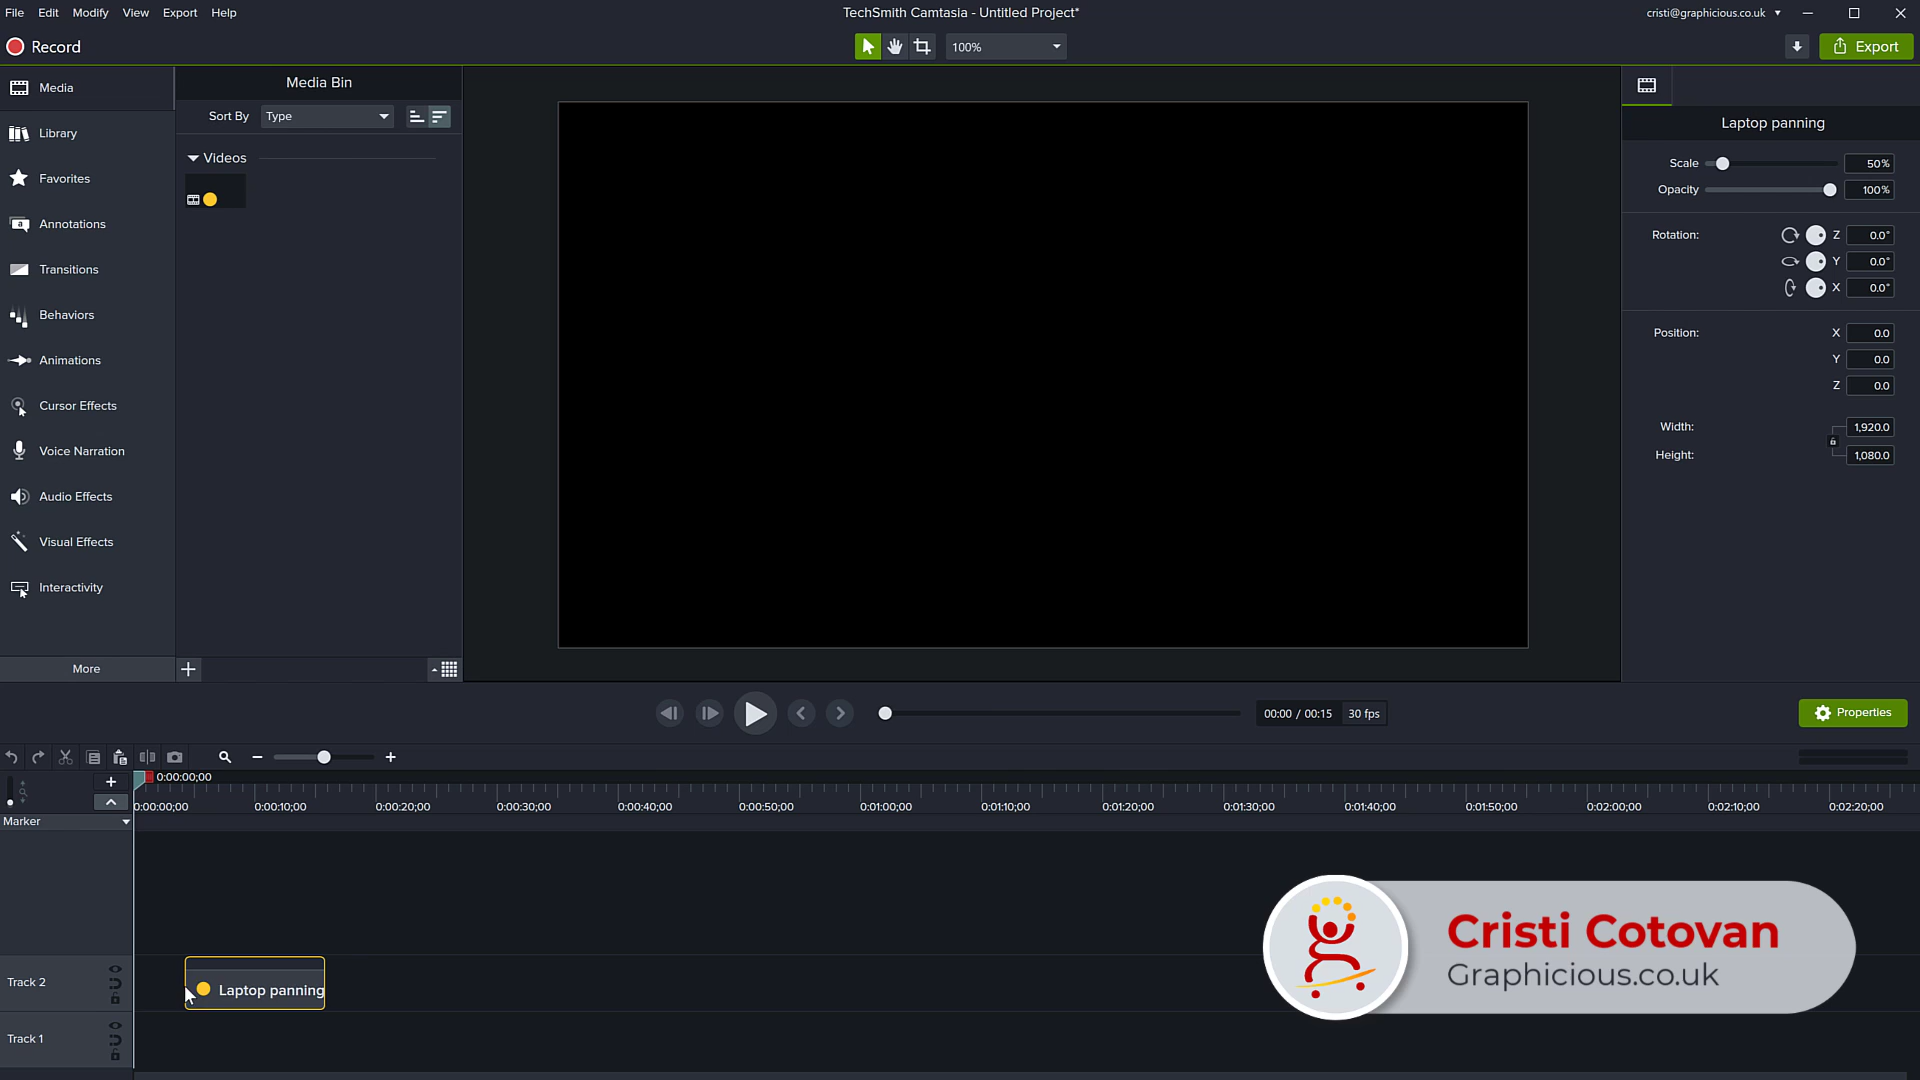 File Edit Modify View Export Help
TechSmith Camtasia - Untitled Project*
cristi@graphicious.co.uk
Record
100%
Export
Media
Library
Favorites
Annotations
Transitions
Behaviors
Animations
Cursor Effects
Voice Narration
Audio Effects
Visual Effects
Interactivity
More
Media Bin
Sort By Type
Videos
Laptop panning
Scale 50%
Opacity 100%
Rotation: Z 0.0°
Y 0.0°
X 0.0°
Position: X 0.0
Y 0.0
Z 0.0
Width: 1,920.0
Height: 1,080.0
00:00 / 00:15 30 fps
Properties
0:00:00;00
0:00:00;00 0:00:10;00 0:00:20;00 0:00:30;00 0:00:40;00 0:00:50;00 0:01:00;00 0:01:10;00 0:01:20;00 0:01:30;00 0:01:40;00 0:01:50;00 0:02:00;00 0:02:10;00 0:02:20;00
Marker
Track 2
Laptop panning
Track 1
Cristi Cotovan
Graphicious.co.uk